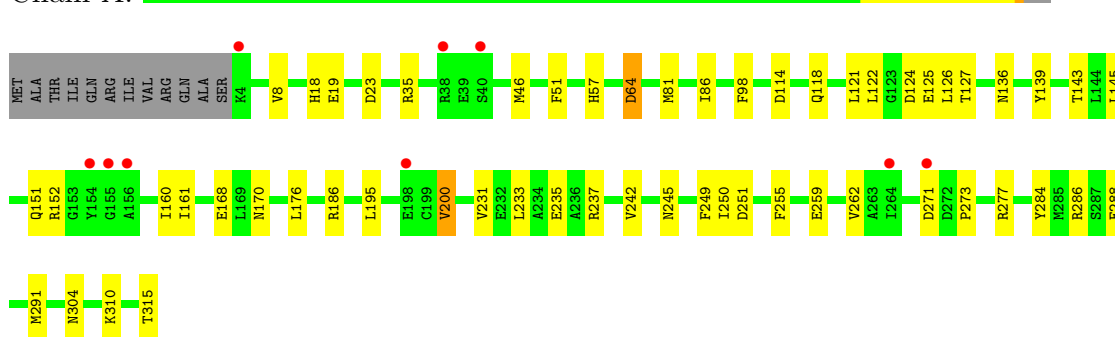 MET ALA THR ILE GLN ARG ILE VAL ARG GLN ALA SER K4 V8 H18 E19 D23 R35 R38 E39 S40 M46 F51 H57 D64 M81 I86 F98 D114 Q118 L121 L122 G123 D124 E125 L126 T127 N136 Y139 T143 L144 L145
Q151 R152 G153 Y154 G155 A156 I160 I161 E168 L169 N170 L176 R186 L195 E198 C199 V200 V231 E232 L233 A234 E235 A236 R237 V242 N245 F249 I250 D251 F255 E259 V262 A263 I264 D271 D272 P273 R277 Y284 M285 R286 S287
M291 N304 K310 T315